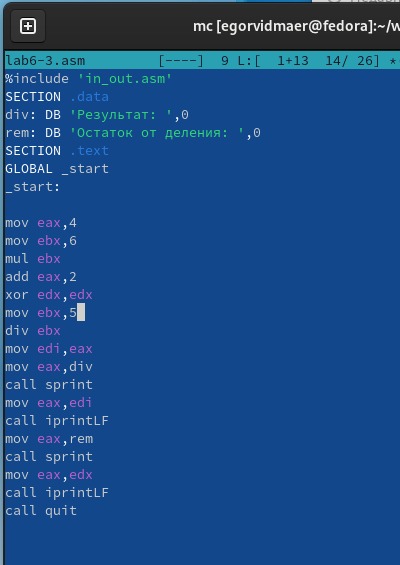 mc [egorvidmaer@fedora]:~/w
lab6-3.asm [----] 9 L:[ 1+13 14/ 26] *
%include 'in_out.asm'
SECTION .data
div: DB 'Результат: ',0
rem: DB 'Остаток от деления: ',0
SECTION .text
GLOBAL _start
_start:
mov eax,4
mov ebx,6
mul ebx
add eax,2
xor edx,edx
mov ebx,5
div ebx
mov edi,eax
mov eax,div
call sprint
mov eax,edi
call iprintLF
mov eax,rem
call sprint
mov eax,edx
call iprintLF
call quit